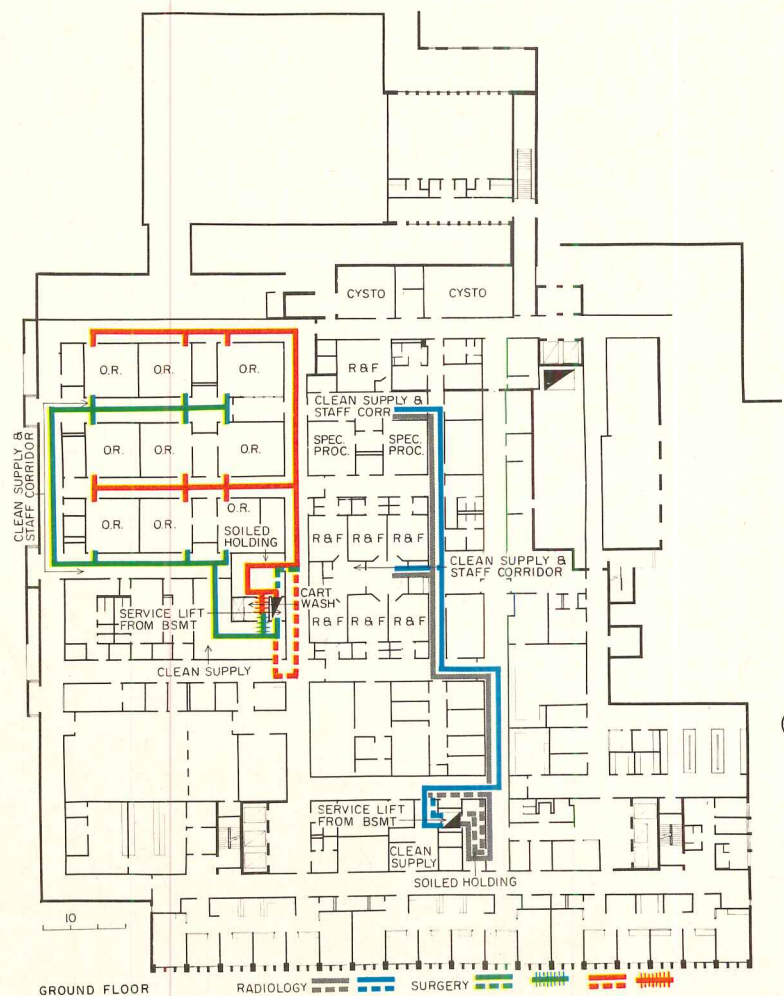 CYSTO
CYSTO
O.R.
O.R.
O.R.
R & F
CLEAN SUPPLY &
STAFF CORR
CLEAN SUPPLY &
STAFF CORRIDOR
O.R.
O.R.
O.R.
SPEC.
PROC.
SPEC.
PROC.
O.R.
O.R.
O.R.
SOILED
HOLDING
R & F
R & F
R & F
CLEAN SUPPLY &
STAFF CORRIDOR
CART
WASH
SERVICE LIFT
FROM BSMT
R & F
R & F
R & F
CLEAN SUPPLY
SERVICE LIFT
FROM BSMT
CLEAN
SUPPLY
SOILED HOLDING
10
GROUND FLOOR
RADIOLOGY
SURGERY